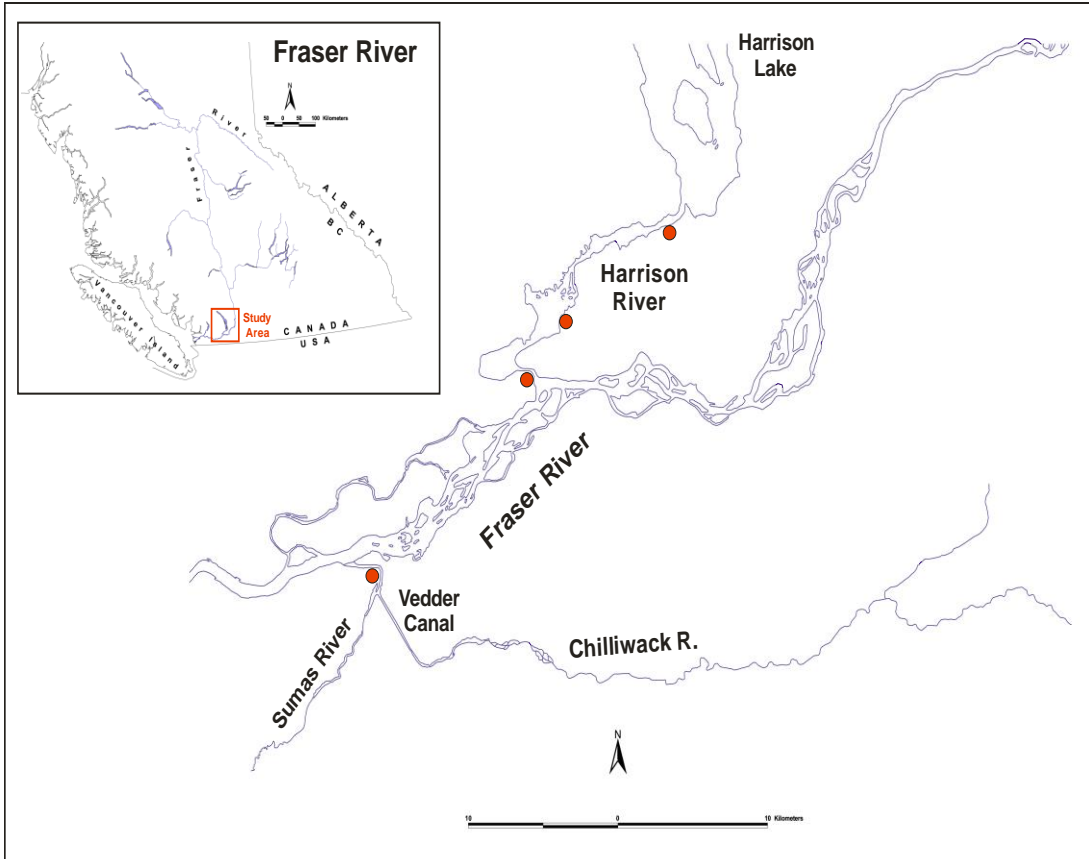 Fraser River
N
50 0 50 100 Kilometers
River
Fraser
ALBERTA
BC
Vancouver Island
Study
Area
CANADA
USA
Harrison
Lake
Harrison
River
Fraser River
Vedder
Canal
Sumas River
Chilliwack R.
N
10 0 10 Kilometers